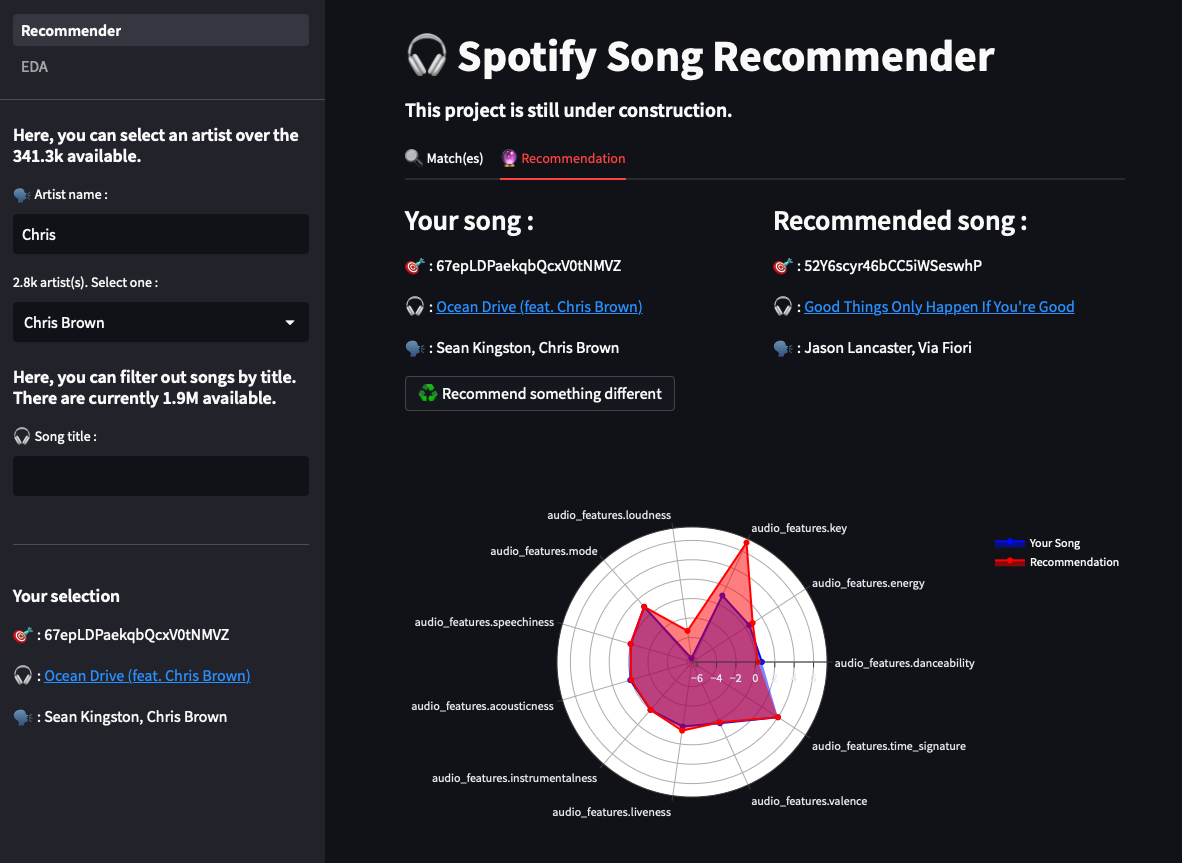 Recommender
EDA
Here, you can select an artist over the
341.3k available.
Artist name :
Chris
2.8k artist(s). Select one :
Chris Brown
Here, you can filter out songs by title.
There are currently 1.9M available.
Song title :
Your selection
: 67epLDPaekqbQcxV0tNMVZ
: Ocean Drive (feat. Chris Brown)
: Sean Kingston, Chris Brown
Spotify Song Recommender
This project is still under construction.
Match(es)
Recommendation
Your song :
: 67epLDPaekqbQcxV0tNMVZ
: Ocean Drive (feat. Chris Brown)
: Sean Kingston, Chris Brown
Recommend something different
Recommended song :
: 52Y6scyr46bCC5iWSeswhP
: Good Things Only Happen If You're Good
: Jason Lancaster, Via Fiori
audio_features.loudness
audio_features.key
audio_features.mode
audio_features.energy
audio_features.speechiness
audio_features.danceability
−6 −4 −2 0
audio_features.acousticness
audio_features.time_signature
audio_features.instrumentalness
audio_features.valence
audio_features.liveness
Your Song
Recommendation